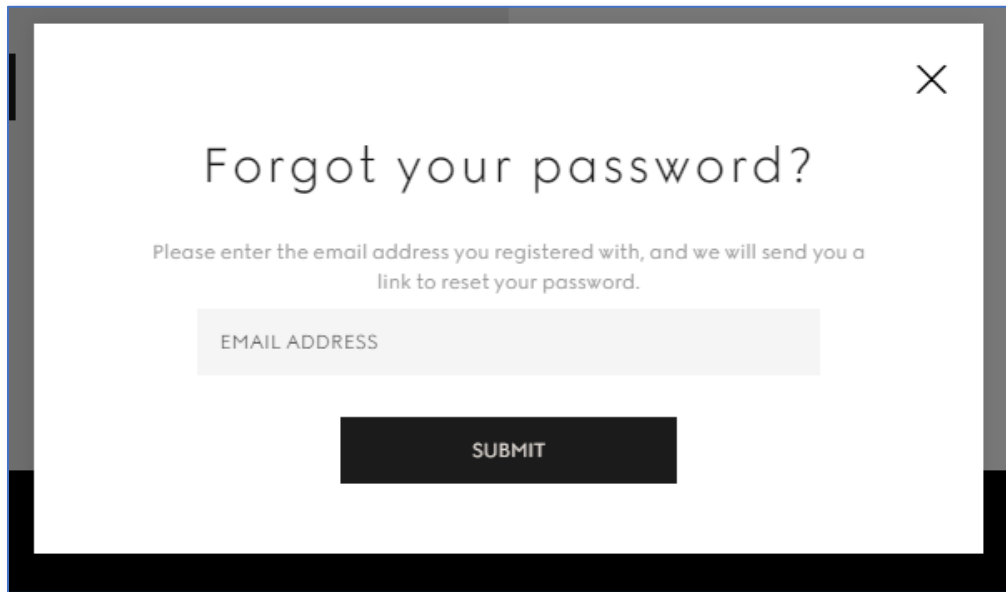 Forgot your password?
Please enter the email address you registered with, and we will send you a
link to reset your password.
EMAIL ADDRESS
SUBMIT